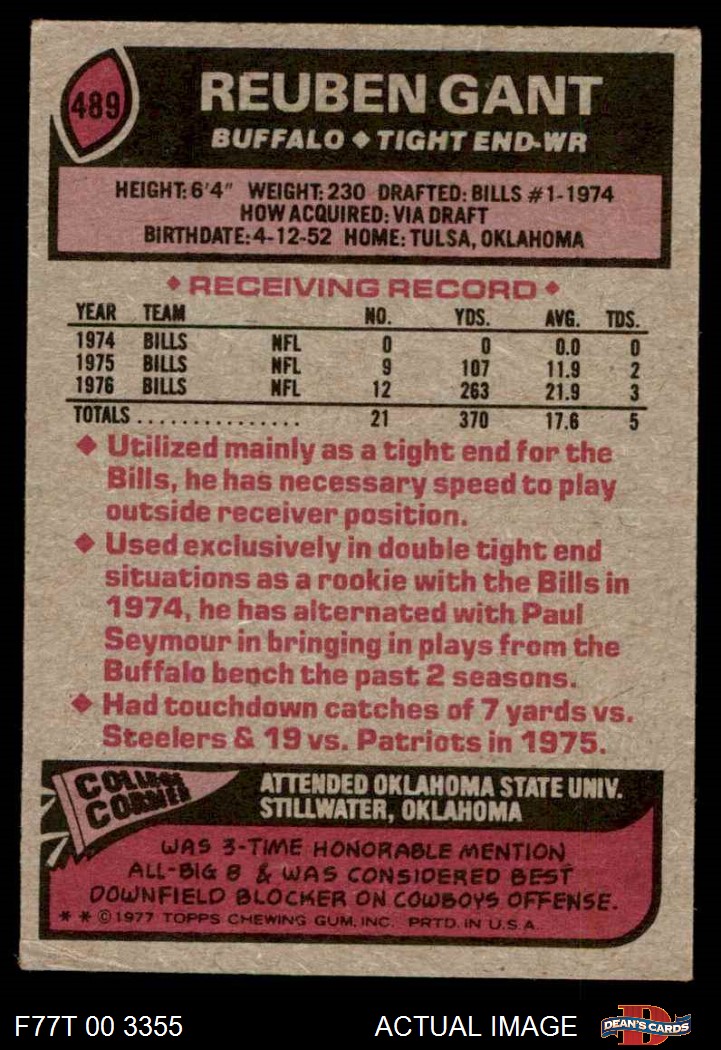 489
REUBEN GANT
BUFFALO ◆ TIGHT END-WR
HEIGHT: 6'4" WEIGHT: 230 DRAFTED: BILLS #1-1974
HOW ACQUIRED: VIA DRAFT
BIRTHDATE: 4-12-52 HOME: TULSA, OKLAHOMA
◆ RECEIVING RECORD ◆
YEAR TEAM NO. YDS. AVG. TDS.
1974 BILLS NFL 0 0 0.0 0
1975 BILLS NFL 9 107 11.9 2
1976 BILLS NFL 12 263 21.9 3
TOTALS ............... 21 370 17.6 5
◆ Utilized mainly as a tight end for the
Bills, he has necessary speed to play
outside receiver position.
◆ Used exclusively in double tight end
situations as a rookie with the Bills in
1974, he has alternated with Paul
Seymour in bringing in plays from the
Buffalo bench the past 2 seasons.
◆ Had touchdown catches of 7 yards vs.
Steelers & 19 vs. Patriots in 1975.
COLLEGE
CORNER
ATTENDED OKLAHOMA STATE UNIV.
STILLWATER, OKLAHOMA
WAS 3-TIME HONORABLE MENTION
ALL-BIG 8 & WAS CONSIDERED BEST
DOWNFIELD BLOCKER ON COWBOYS OFFENSE.
* * © 1977 TOPPS CHEWING GUM, INC. PRTD. IN U.S.A.
F77T 00 3355
ACTUAL IMAGE
D
DEAN'S CARDS